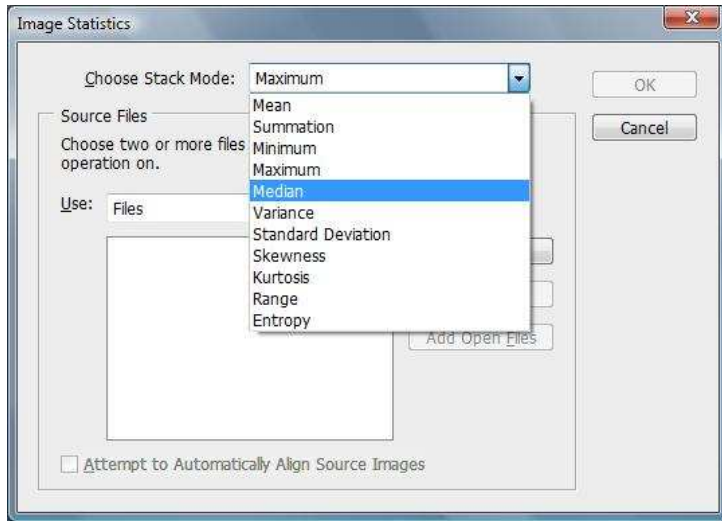 Image Statistics
X
Choose Stack Mode: Maximum
OK
Cancel
Mean
Summation
Minimum
Maximum
Median
Variance
Standard Deviation
Skewness
Kurtosis
Range
Entropy
Source Files
Choose two or more files
operation on.
Use: Files
Add Open Files
Attempt to Automatically Align Source Images